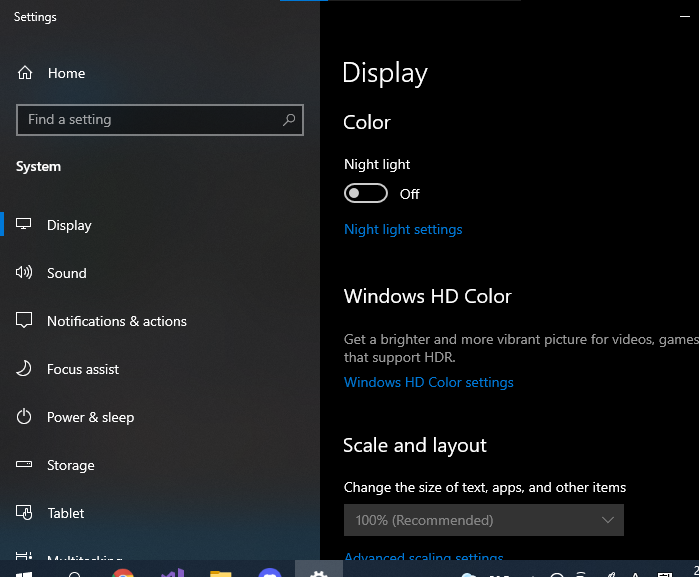 Settings
Home
Find a setting
System
Display
Sound
Notifications & actions
Focus assist
Power & sleep
Storage
Tablet
Multitasking
Display
Color
Night light
Off
Night light settings
Windows HD Color
Get a brighter and more vibrant picture for videos, games
that support HDR.
Windows HD Color settings
Scale and layout
Change the size of text, apps, and other items
100% (Recommended)
Advanced scaling settings